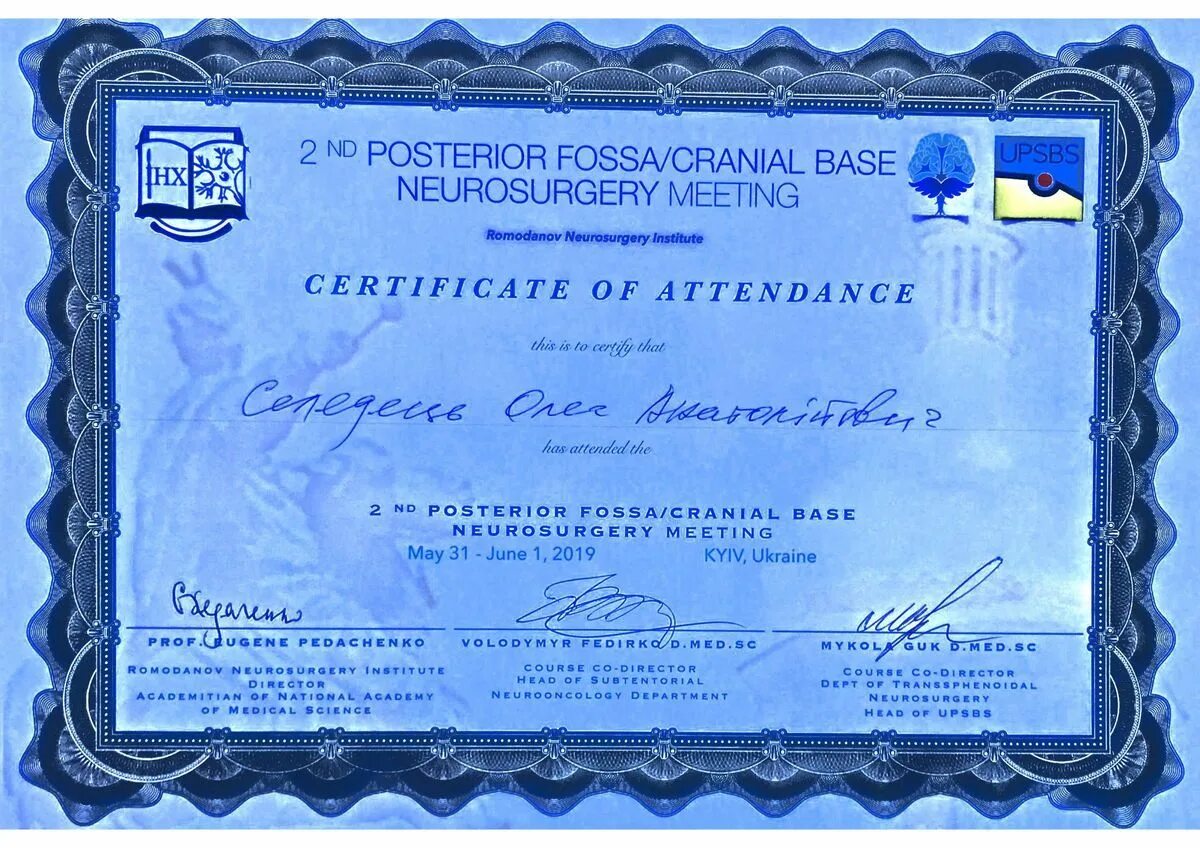 ІНХ
2 ND POSTERIOR FOSSA/CRANIAL BASE
NEUROSURGERY MEETING
UPSBS
Romodanov Neurosurgery Institute
CERTIFICATE OF ATTENDANCE
this is to certify that
Селедець Олег Анатолійович
has attended the
2 ND POSTERIOR FOSSA/CRANIAL BASE
NEUROSURGERY MEETING
May 31 - June 1, 2019 KYIV, Ukraine
PROF. EUGENE PEDACHENKO
ROMODANOV NEUROSURGERY INSTITUTE
DIRECTOR
ACADEMITIAN OF NATIONAL ACADEMY
OF MEDICAL SCIENCE
VOLODYMYR FEDIRKO D.MED.SC
COURSE CO-DIRECTOR
HEAD OF SUBTENTORIAL
NEUROONCOLOGY DEPARTMENT
MYKOLA GUK D.MED.SC
COURSE CO-DIRECTOR
DEPT OF TRANSSPHENOIDAL
NEUROSURGERY
HEAD OF UPSBS